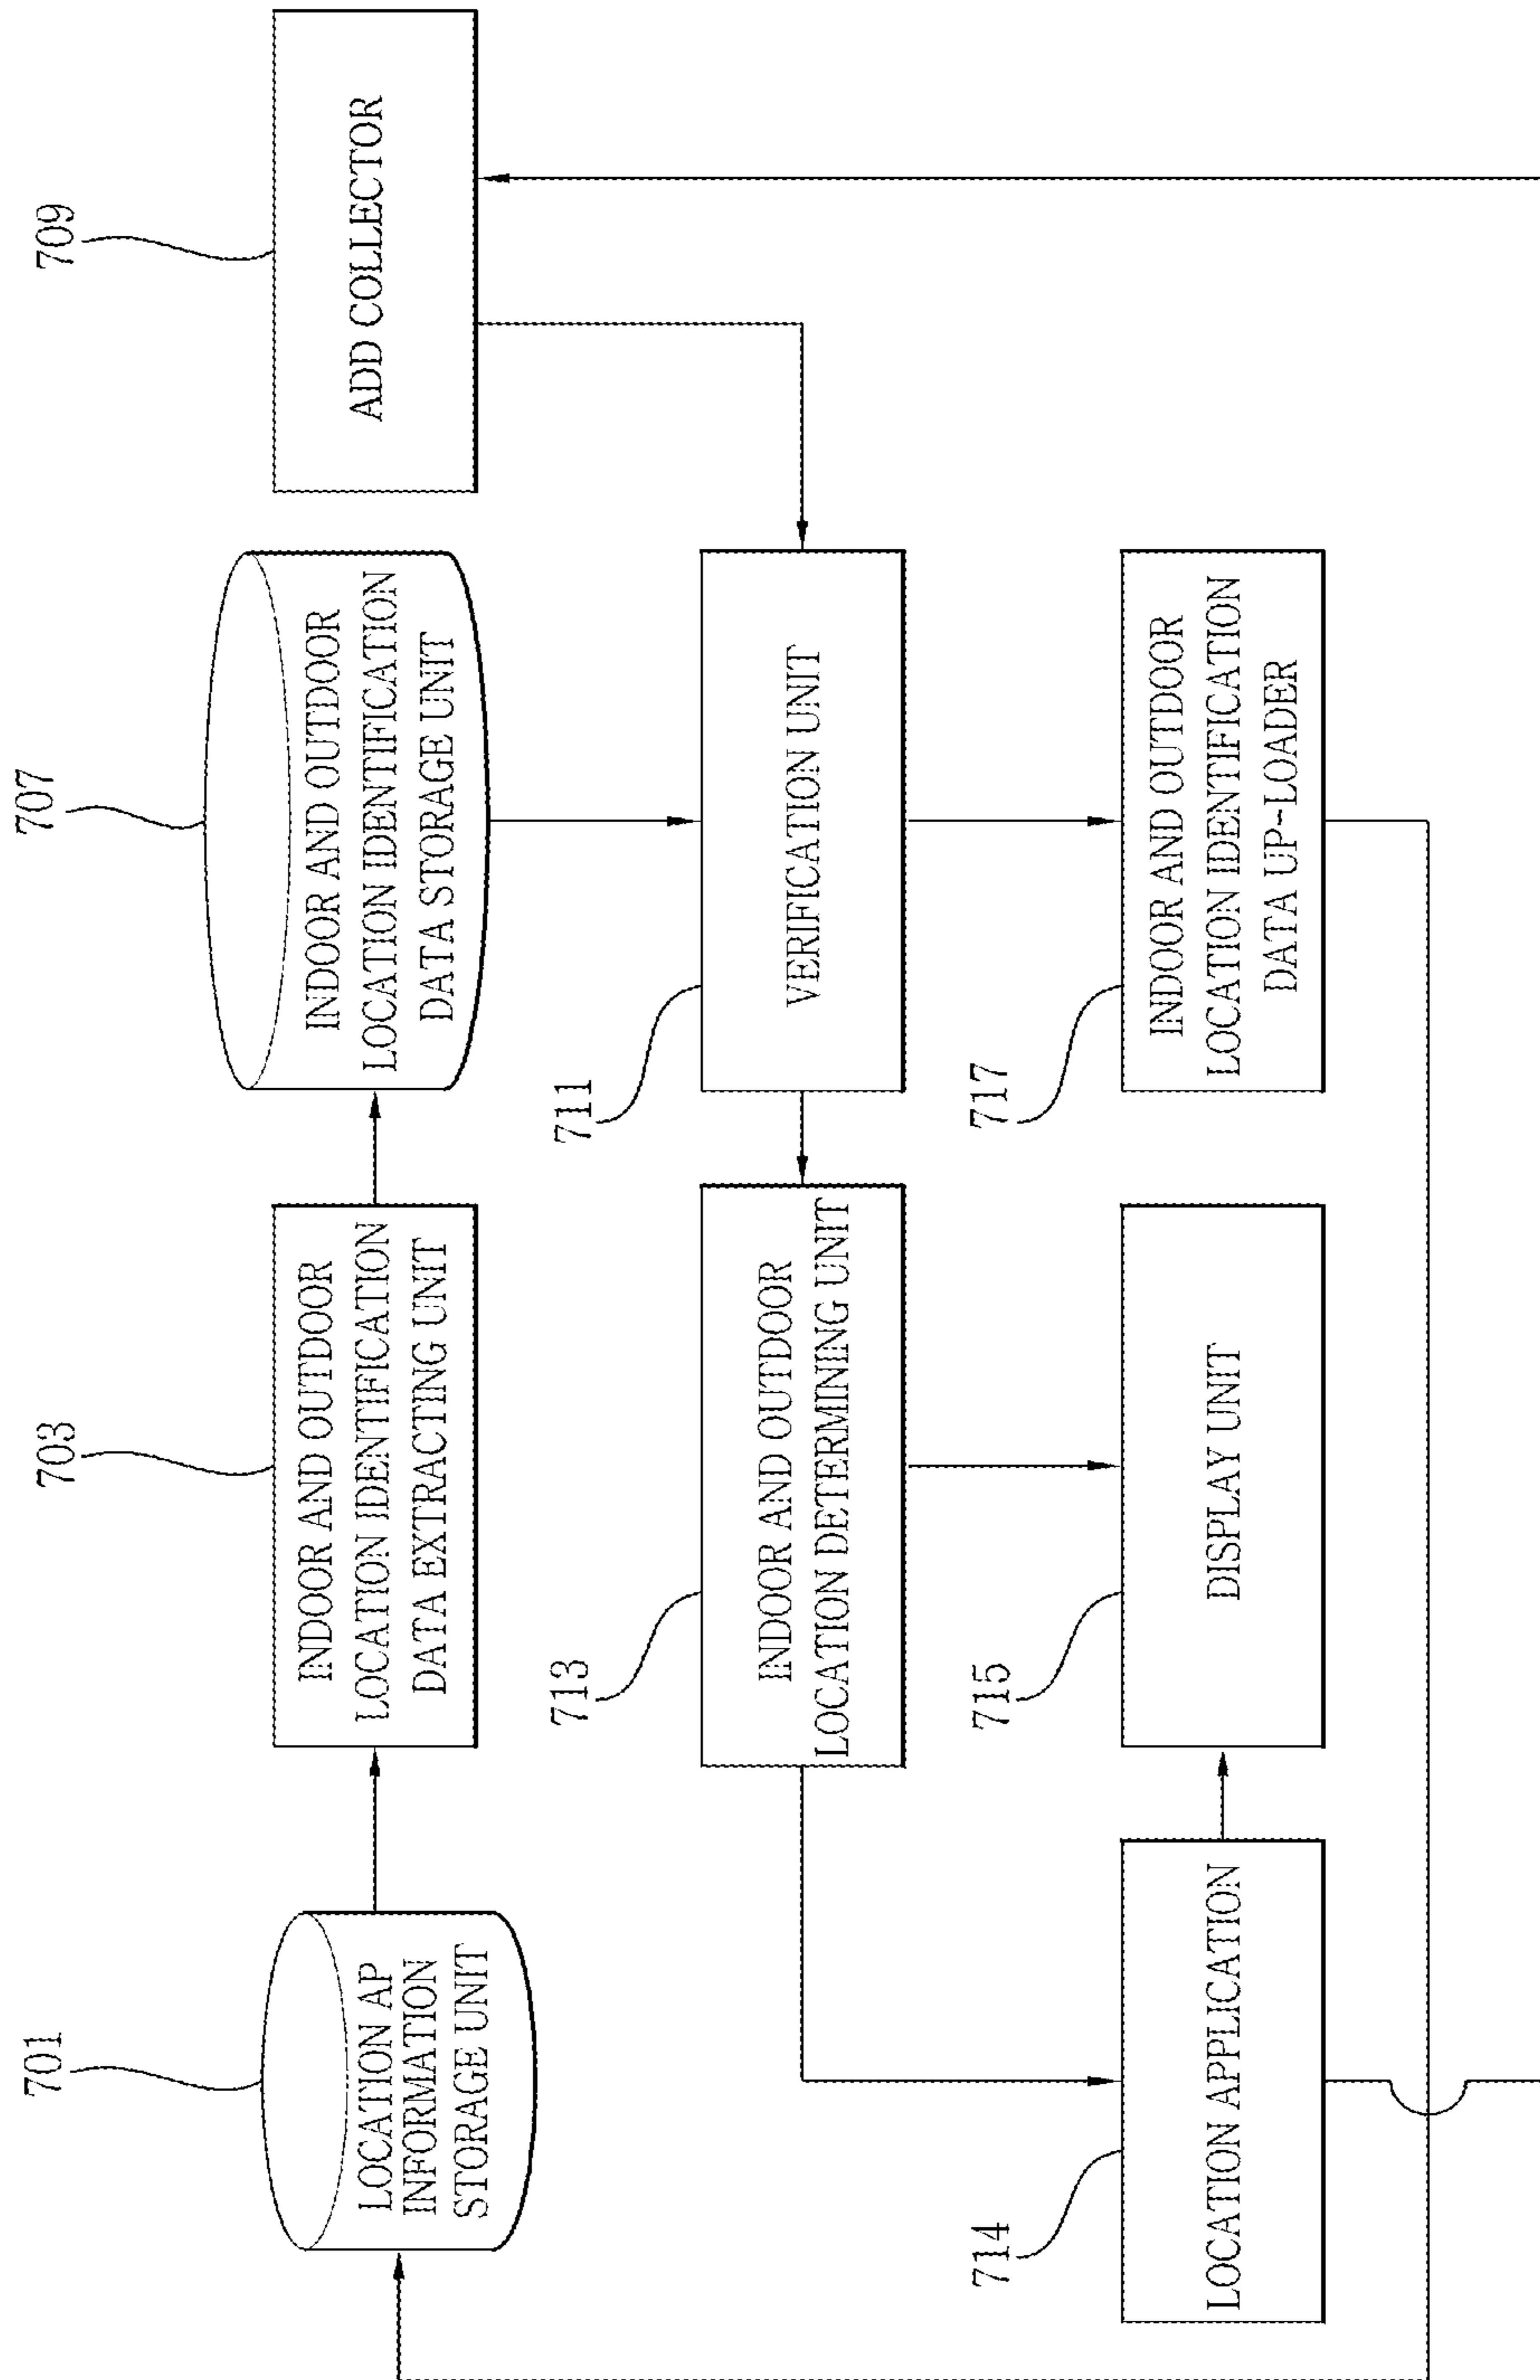 701
LOCATION AP
INFORMATION
STORAGE UNIT
703
INDOOR AND OUTDOOR
LOCATION IDENTIFICATION
DATA EXTRACTING UNIT
707
INDOOR AND OUTDOOR
LOCATION IDENTIFICATION
DATA STORAGE UNIT
709
ADD COLLECTOR
713
INDOOR AND OUTDOOR
LOCATION DETERMINING UNIT
711
VERIFICATION UNIT
714
LOCATION APPLICATION
715
DISPLAY UNIT
717
INDOOR AND OUTDOOR
LOCATION IDENTIFICATION
DATA UP-LOADER